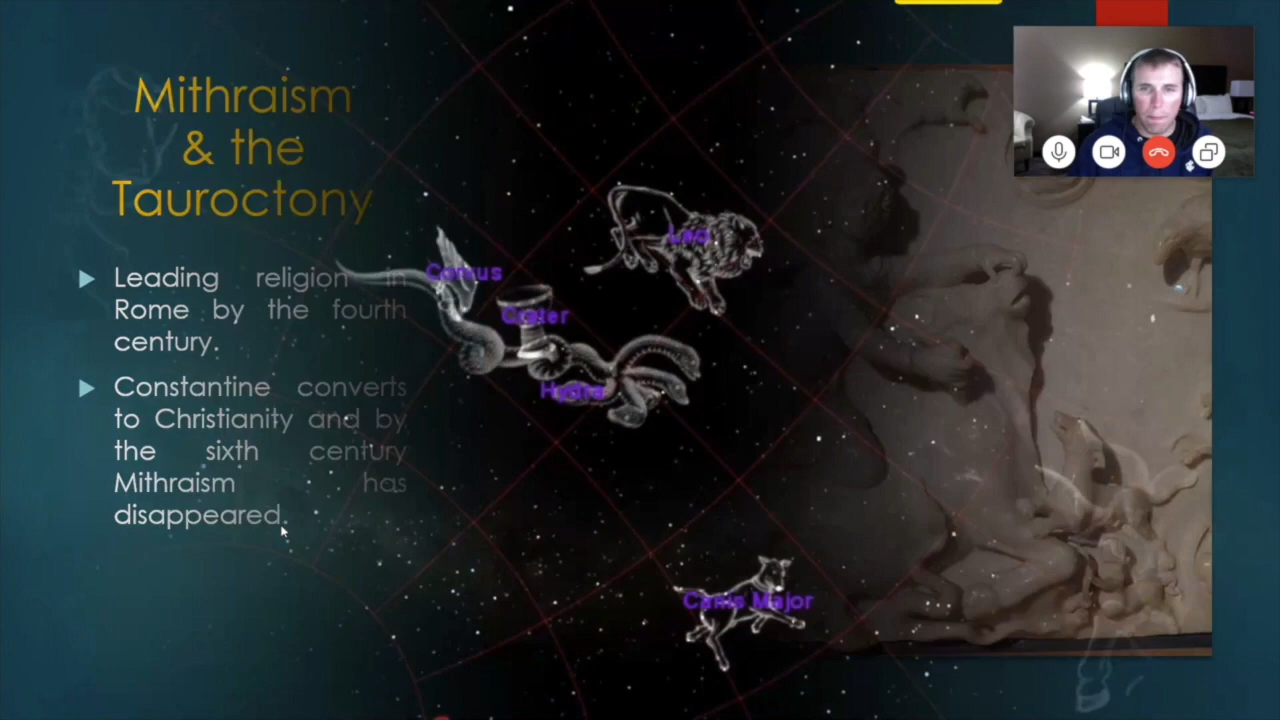 Mithraism
& the
Tauroctony
Leading religion in
Rome by the fourth
century.
Constantine converts
to Christianity and by
the sixth century
Mithraism has
disappeared.
Leo
Corvus
Crater
Hydra
Canis Major